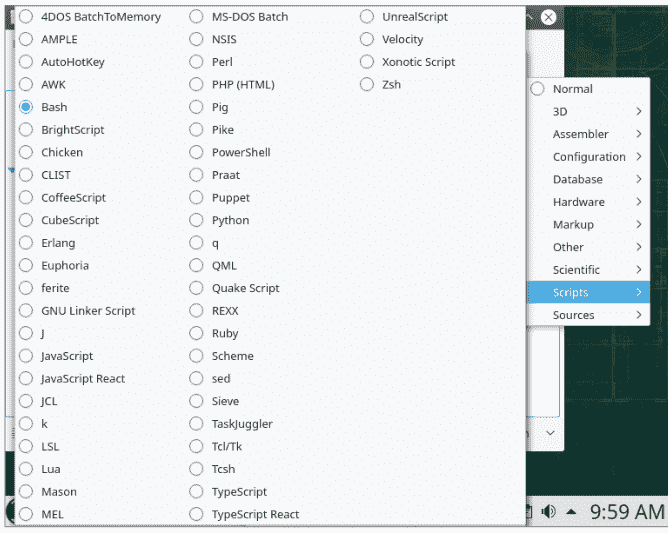 4DOS BatchToMemory
AMPLE
AutoHotKey
AWK
Bash
BrightScript
Chicken
CLIST
CoffeeScript
CubeScript
Erlang
Euphoria
ferite
GNU Linker Script
J
JavaScript
JavaScript React
JCL
k
LSL
Lua
Mason
MEL
MS-DOS Batch
NSIS
Perl
PHP (HTML)
Pig
Pike
PowerShell
Praat
Puppet
Python
q
QML
Quake Script
REXX
Ruby
Scheme
sed
Sieve
TaskJuggler
Tcl/Tk
Tcsh
TypeScript
TypeScript React
UnrealScript
Velocity
Xonotic Script
Zsh
Normal
3D
Assembler
Configuration
Database
Hardware
Markup
Other
Scientific
Scripts
Sources
9:59 AM